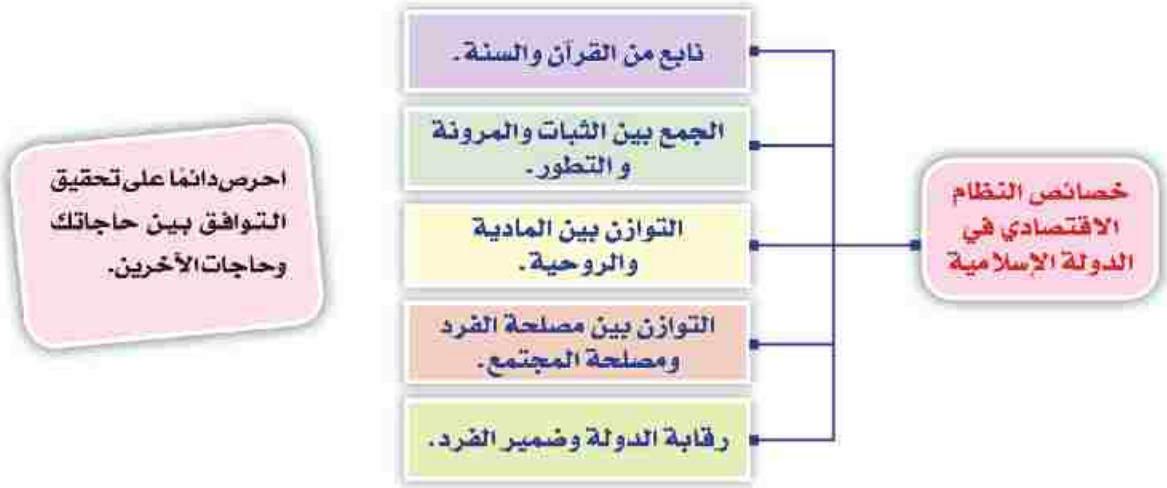 خصائص النظام
الاقتصادي في
الدولة الإسلامية
نابع من القرآن والسنة.
الجمع بين الثبات والمرونة
و التطور.
التوازن بين المادية
والروحية.
التوازن بين مصلحة الفرد
ومصلحة المجتمع.
رقابة الدولة وضمير الفرد.
احرص دائمًا على تحقيق
التوافق بين حاجاتك
وحاجات الآخرين.